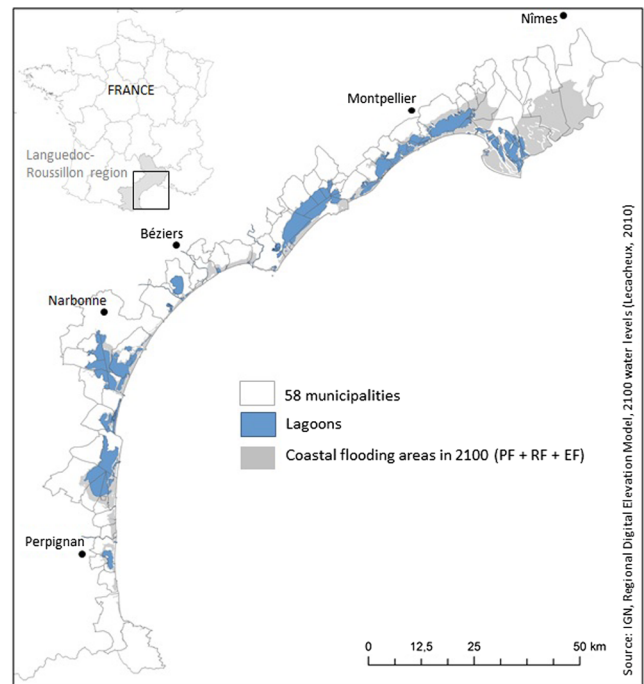 Nîmes
FRANCE
Montpellier
Languedoc-
Roussillon region
Béziers
Narbonne
58 municipalities
Lagoons
Coastal flooding areas in 2100 (PF + RF + EF)
Perpignan
0 12,5 25 50 km
Source: IGN, Regional Digital Elevation Model, 2100 water levels (Lecacheux, 2010)